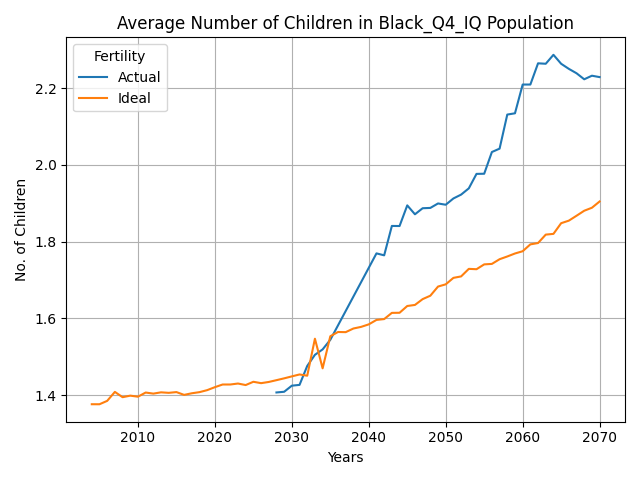 Average Number of Children in Black_Q4_IQ Population
Fertility
Actual
Ideal
No. of Children
2.2
2.0
1.8
1.6
1.4
2010 2020 2030 2040 2050 2060 2070
Years